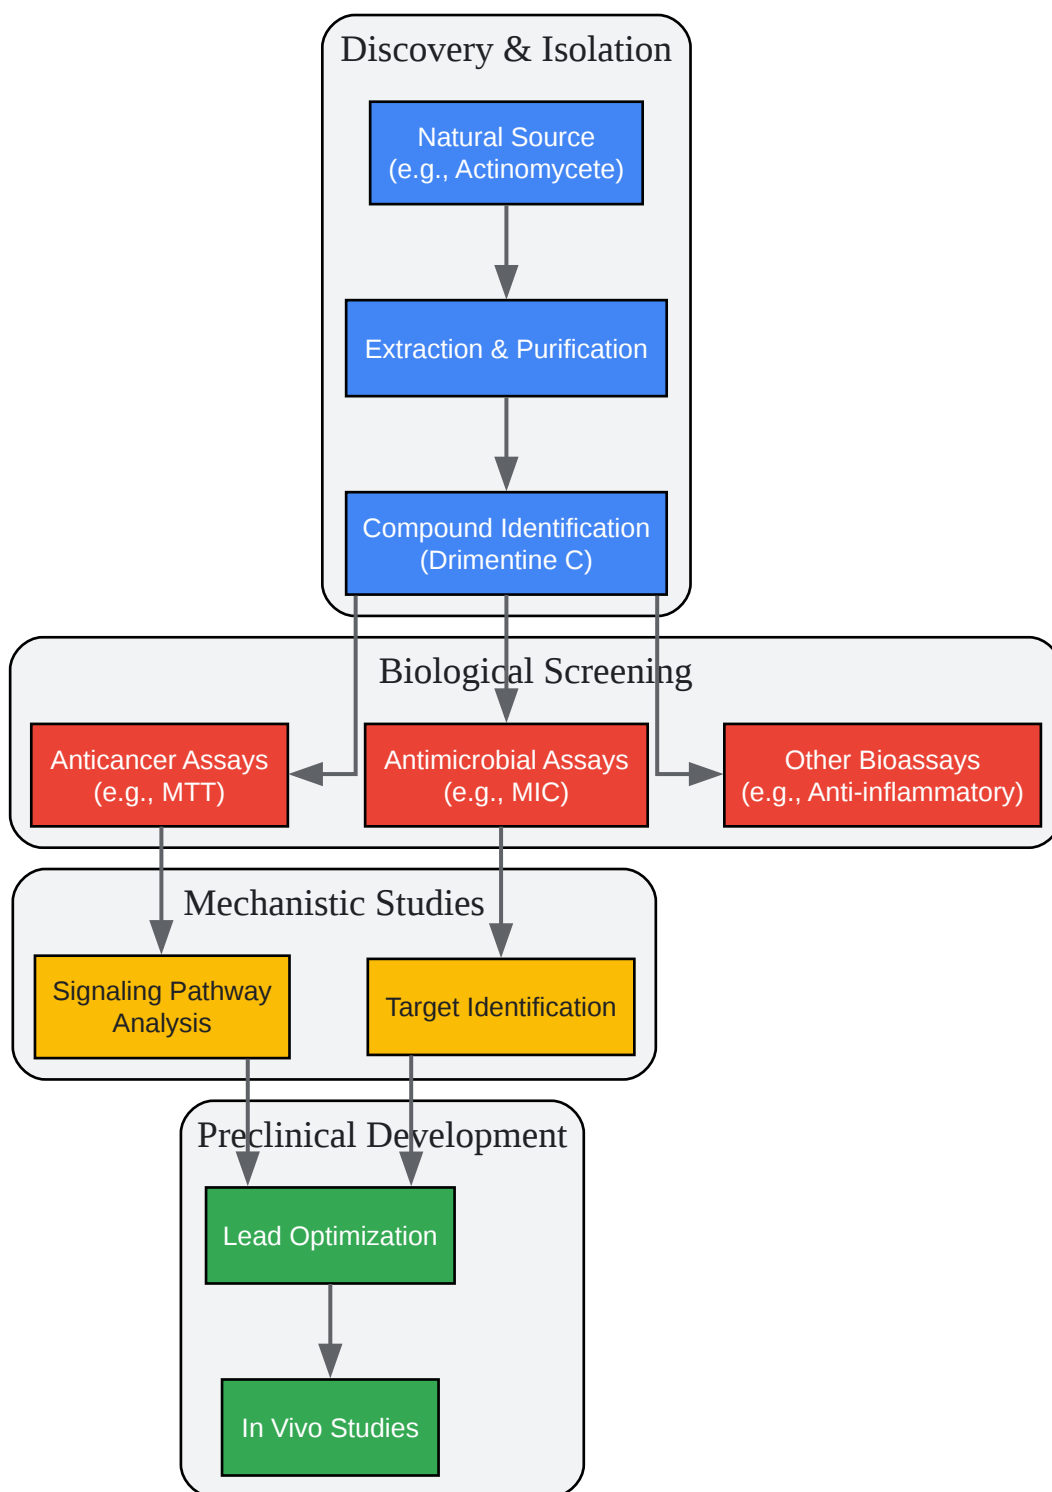 Discovery & Isolation
Natural Source
(e.g., Actinomycete)
Extraction & Purification
Compound Identification
(Drimentine C)
Biological Screening
Anticancer Assays
(e.g., MTT)
Antimicrobial Assays
(e.g., MIC)
Other Bioassays
(e.g., Anti-inflammatory)
Mechanistic Studies
Signaling Pathway
Analysis
Target Identification
Preclinical Development
Lead Optimization
In Vivo Studies